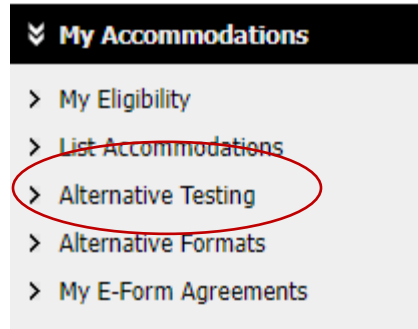 My Accommodations
My Eligibility
List Accommodations
Alternative Testing
Alternative Formats
My E-Form Agreements